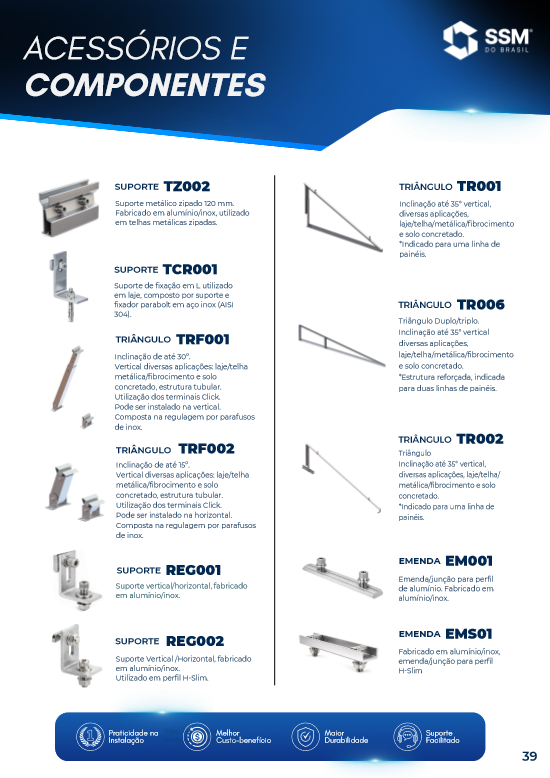 ACESSÓRIOS E
COMPONENTES
SSM®
DO BRASIL
SUPORTE TZ002
Suporte metálico zipado 120 mm.
Fabricado em alumínio/inox, utilizado
em telhas metálicas zipadas.
SUPORTE TCR001
Suporte de fixação em L utilizado
em laje, composto por suporte e
fixador parabolt em aço inox (AISI
304).
TRIÂNGULO TRF001
Inclinação de até 30°.
Vertical diversas aplicações: laje/telha
metálica/fibrocimento e solo
concretado, estrutura tubular.
Utilização dos terminais Click.
Pode ser instalado na vertical.
Composta na regulagem por parafusos
de inox.
TRIÂNGULO TRF002
Inclinação de até 15°.
Vertical diversas aplicações: laje/telha
metálica/fibrocimento e solo
concretado, estrutura tubular.
Utilização dos terminais Click.
Pode ser instalado na horizontal.
Composta na regulagem por parafusos
de inox.
SUPORTE REG001
Suporte vertical/horizontal, fabricado
em alumínio/inox.
SUPORTE REG002
Suporte Vertical /Horizontal, fabricado
em alumínio/inox.
Utilizado em perfil H-Slim.
TRIÂNGULO TR001
Inclinação até 35° vertical,
diversas aplicações,
laje/telha/metálica/fibrocimento
e solo concretado.
*Indicado para uma linha de
painéis.
TRIÂNGULO TR006
Triângulo Duplo/triplo.
Inclinação até 35° vertical
diversas aplicações,
laje/telha/metálica/fibrocimento
e solo concretado.
*Estrutura reforçada, indicada
para duas linhas de painéis.
TRIÂNGULO TR002
Triângulo
Inclinação até 35° vertical,
diversas aplicações, laje/telha/
metálica/fibrocimento e solo
concretado.
*Indicado para uma linha de
painéis.
EMENDA EM001
Emenda/junção para perfil
de alumínio. Fabricado em
alumínio/inox.
EMENDA EMS01
Fabricado em alumínio/inox,
emenda/junção para perfil
H-Slim
1
Praticidade na
Instalação
$
Melhor
Custo-benefício
Maior
Durabilidade
Suporte
Facilitado
39